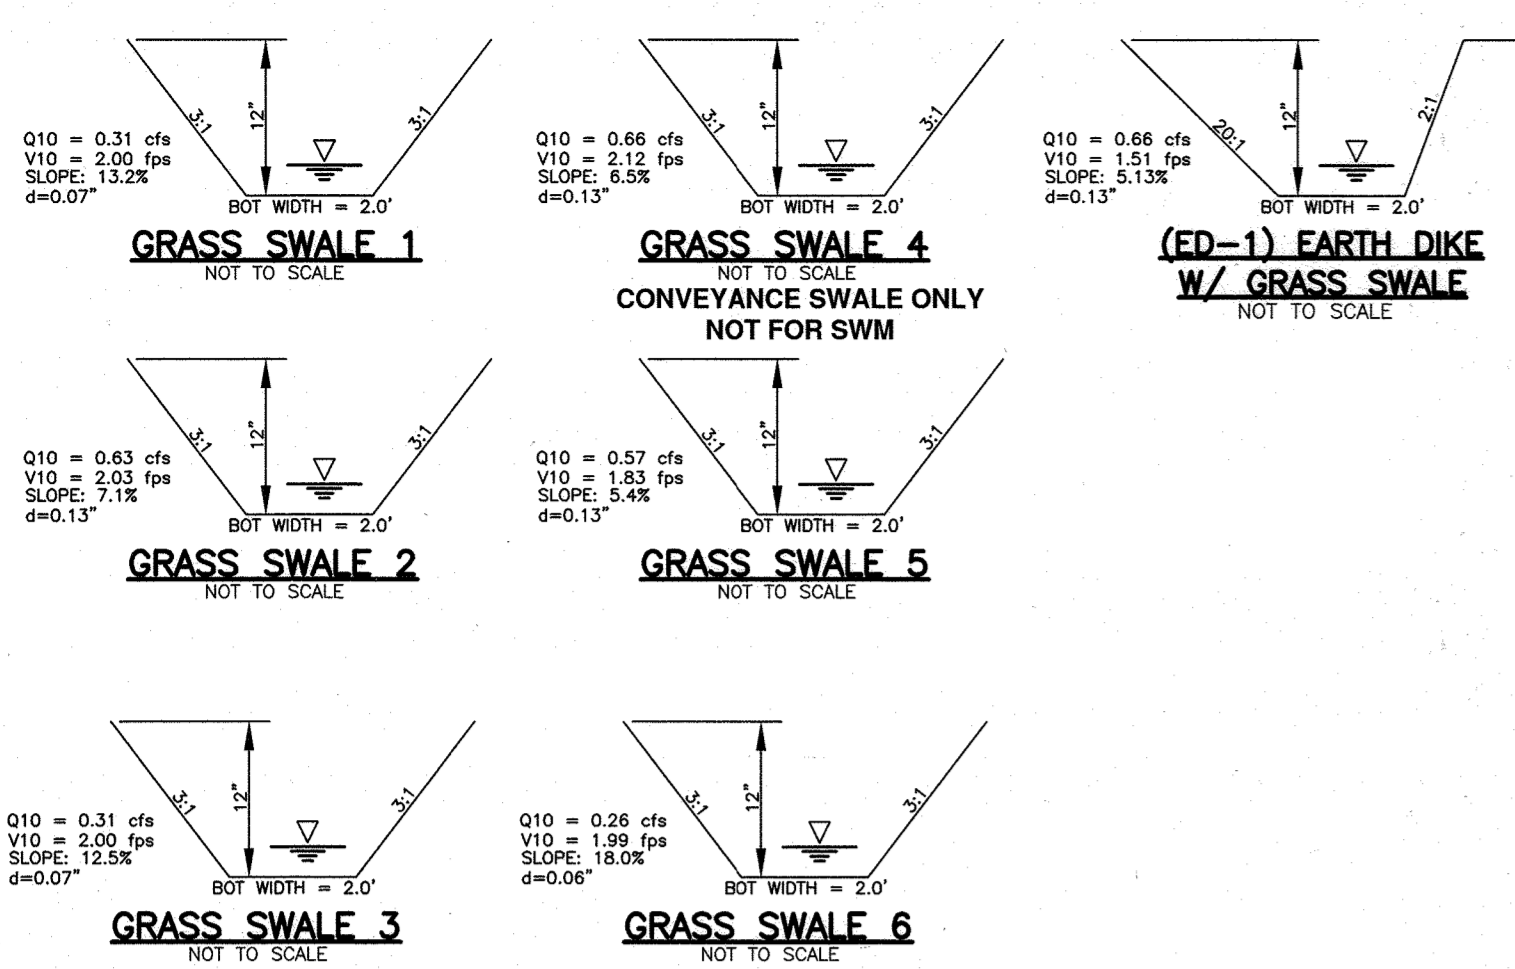 3:1
12"
3:1
Q10 = 0.31 cfs
V10 = 2.00 fps
SLOPE: 13.2%
d=0.07"
BOT WIDTH = 2.0'
GRASS SWALE 1
NOT TO SCALE
3:1
12"
3:1
Q10 = 0.66 cfs
V10 = 2.12 fps
SLOPE: 6.5%
d=0.13"
BOT WIDTH = 2.0'
GRASS SWALE 4
NOT TO SCALE
CONVEYANCE SWALE ONLY
NOT FOR SWM
20:1
12"
2:1
Q10 = 0.66 cfs
V10 = 1.51 fps
SLOPE: 5.13%
d=0.13"
BOT WIDTH = 2.0'
(ED-1) EARTH DIKE
W/ GRASS SWALE
NOT TO SCALE
3:1
12"
3:1
Q10 = 0.63 cfs
V10 = 2.03 fps
SLOPE: 7.1%
d=0.13"
BOT WIDTH = 2.0'
GRASS SWALE 2
NOT TO SCALE
3:1
12"
3:1
Q10 = 0.57 cfs
V10 = 1.83 fps
SLOPE: 5.4%
d=0.13"
BOT WIDTH = 2.0'
GRASS SWALE 5
NOT TO SCALE
3:1
12"
3:1
Q10 = 0.31 cfs
V10 = 2.00 fps
SLOPE: 12.5%
d=0.07"
BOT WIDTH = 2.0'
GRASS SWALE 3
NOT TO SCALE
3:1
12"
3:1
Q10 = 0.26 cfs
V10 = 1.99 fps
SLOPE: 18.0%
d=0.06"
BOT WIDTH = 2.0'
GRASS SWALE 6
NOT TO SCALE